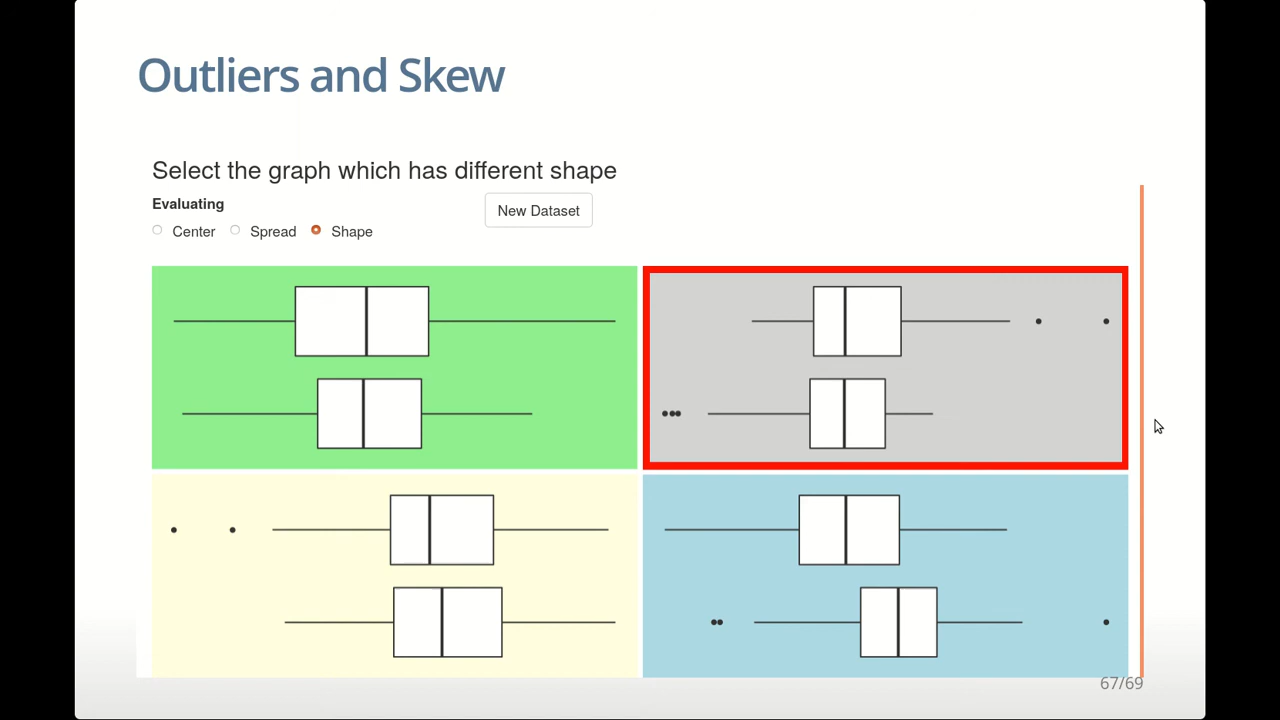 Outliers and Skew
Select the graph which has different shape
Evaluating
New Dataset
Center Spread Shape
67/69